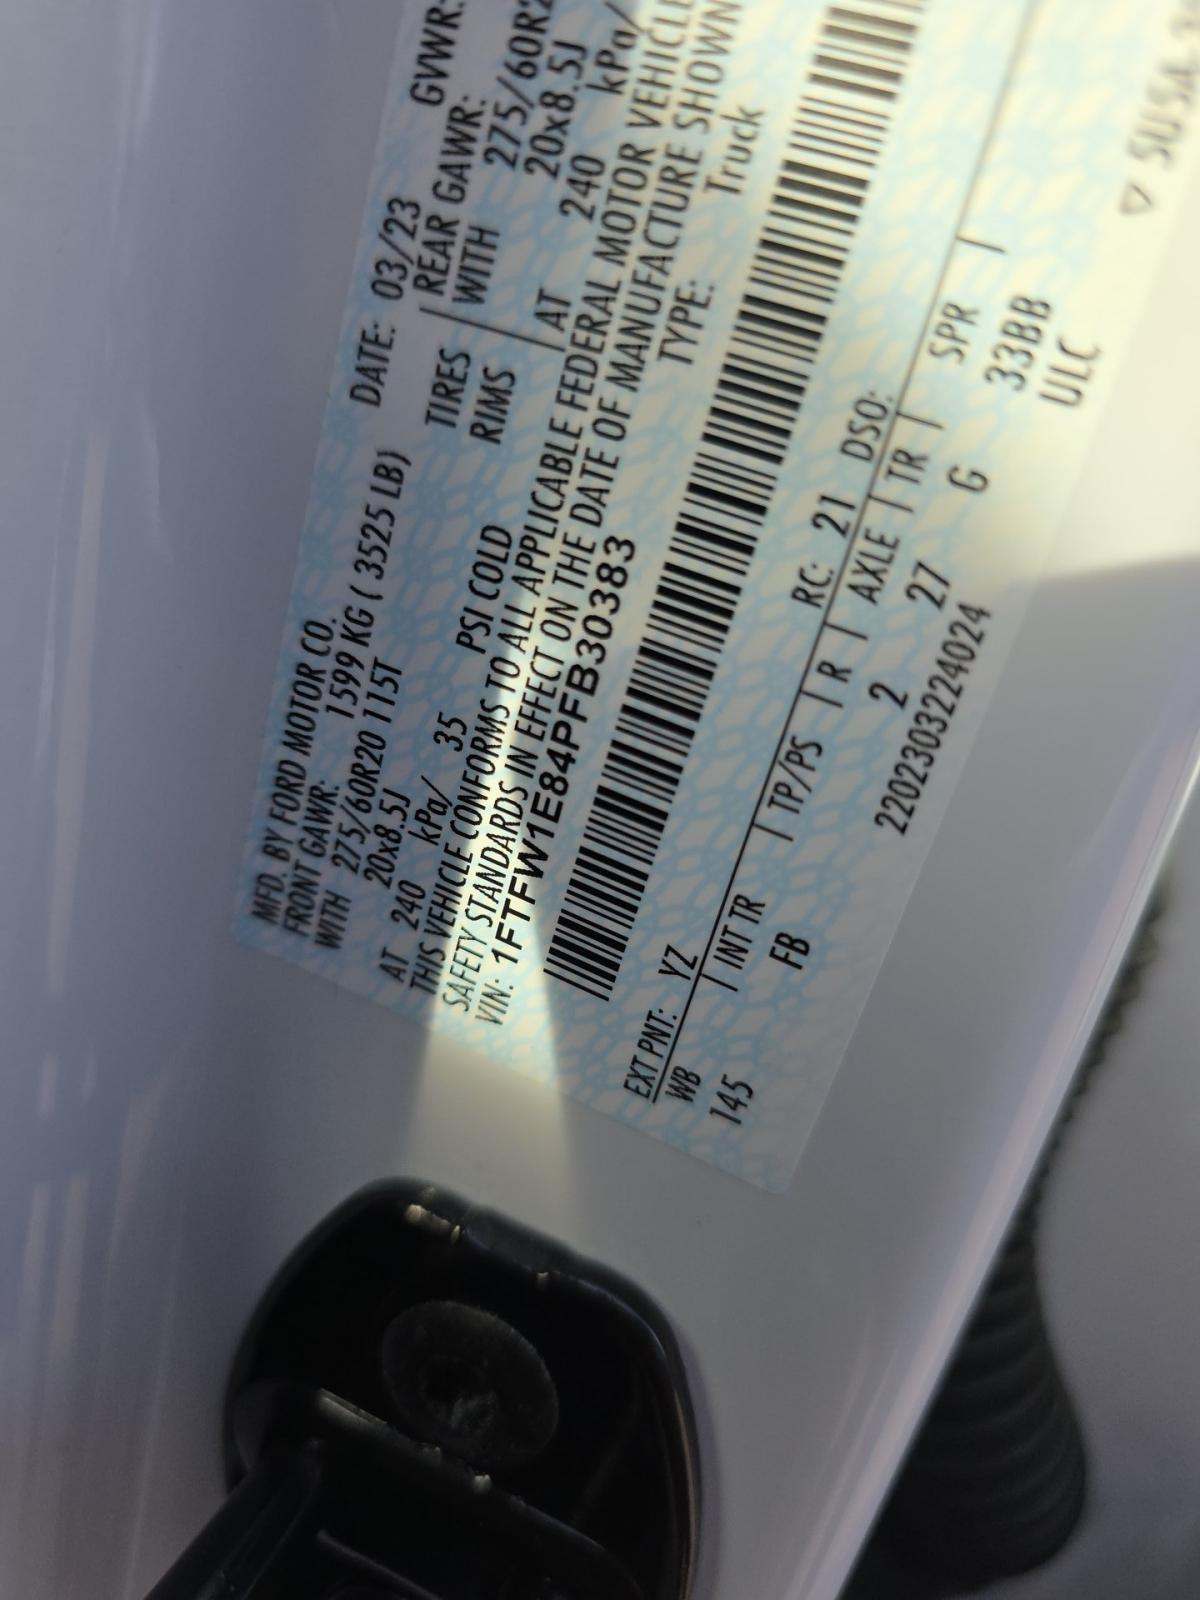 MFD. BY FORD MOTOR CO. DATE: 03/23 GVWR:
FRONT GAWR: 1599 KG ( 3525 LB) REAR GAWR:
WITH 275/60R20 115T TIRES WITH 275/60R2
20x8.5J RIMS 20x8.5J
AT 240 kPa/ 35 PSI COLD AT 240 kPa/
THIS VEHICLE CONFORMS TO ALL APPLICABLE FEDERAL MOTOR VEHICLE
SAFETY STANDARDS IN EFFECT ON THE DATE OF MANUFACTURE SHOWN
VIN: 1FTFW1E84PFB30383 TYPE: Truck
EXT PNT: YZ RC: 21 DSO:
WB | INT TR | TP/PS | R | AXLE | TR | SPR |
145 FB 2 27 G 33BB
2202303224024 ULC